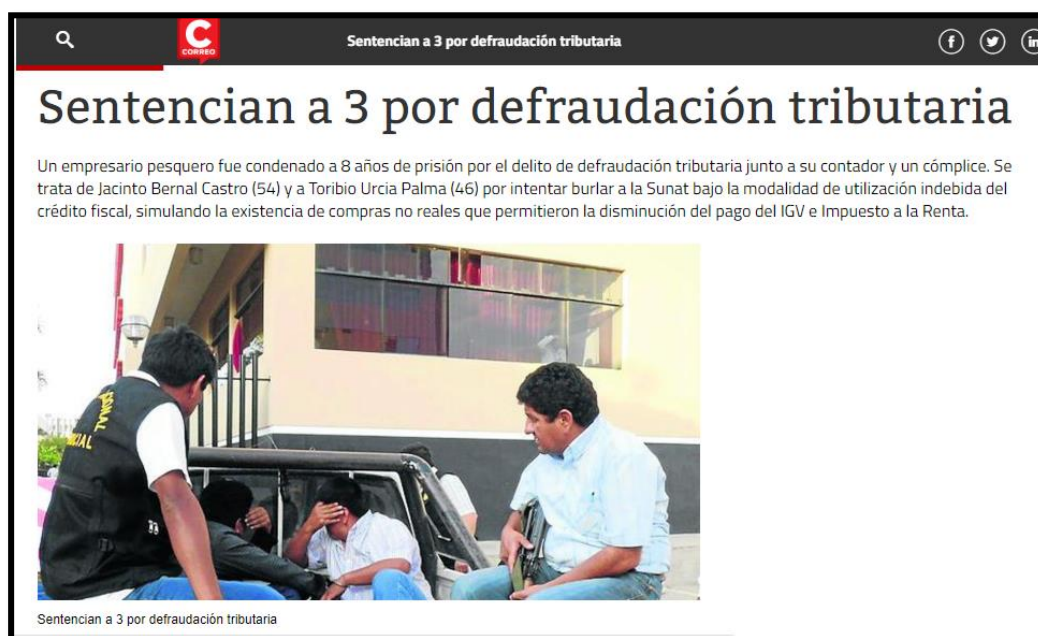 C
CORREO
Sentencian a 3 por defraudación tributaria
f
in
Sentencian a 3 por defraudación tributaria
Un empresario pesquero fue condenado a 8 años de prisión por el delito de defraudación tributaria junto a su contador y un cómplice. Se
trata de Jacinto Bernal Castro (54) y a Toribio Urcia Palma (46) por intentar burlar a la Sunat bajo la modalidad de utilización indebida del
crédito fiscal, simulando la existencia de compras no reales que permitieron la disminución del pago del IGV e Impuesto a la Renta.
Sentencian a 3 por defraudación tributaria